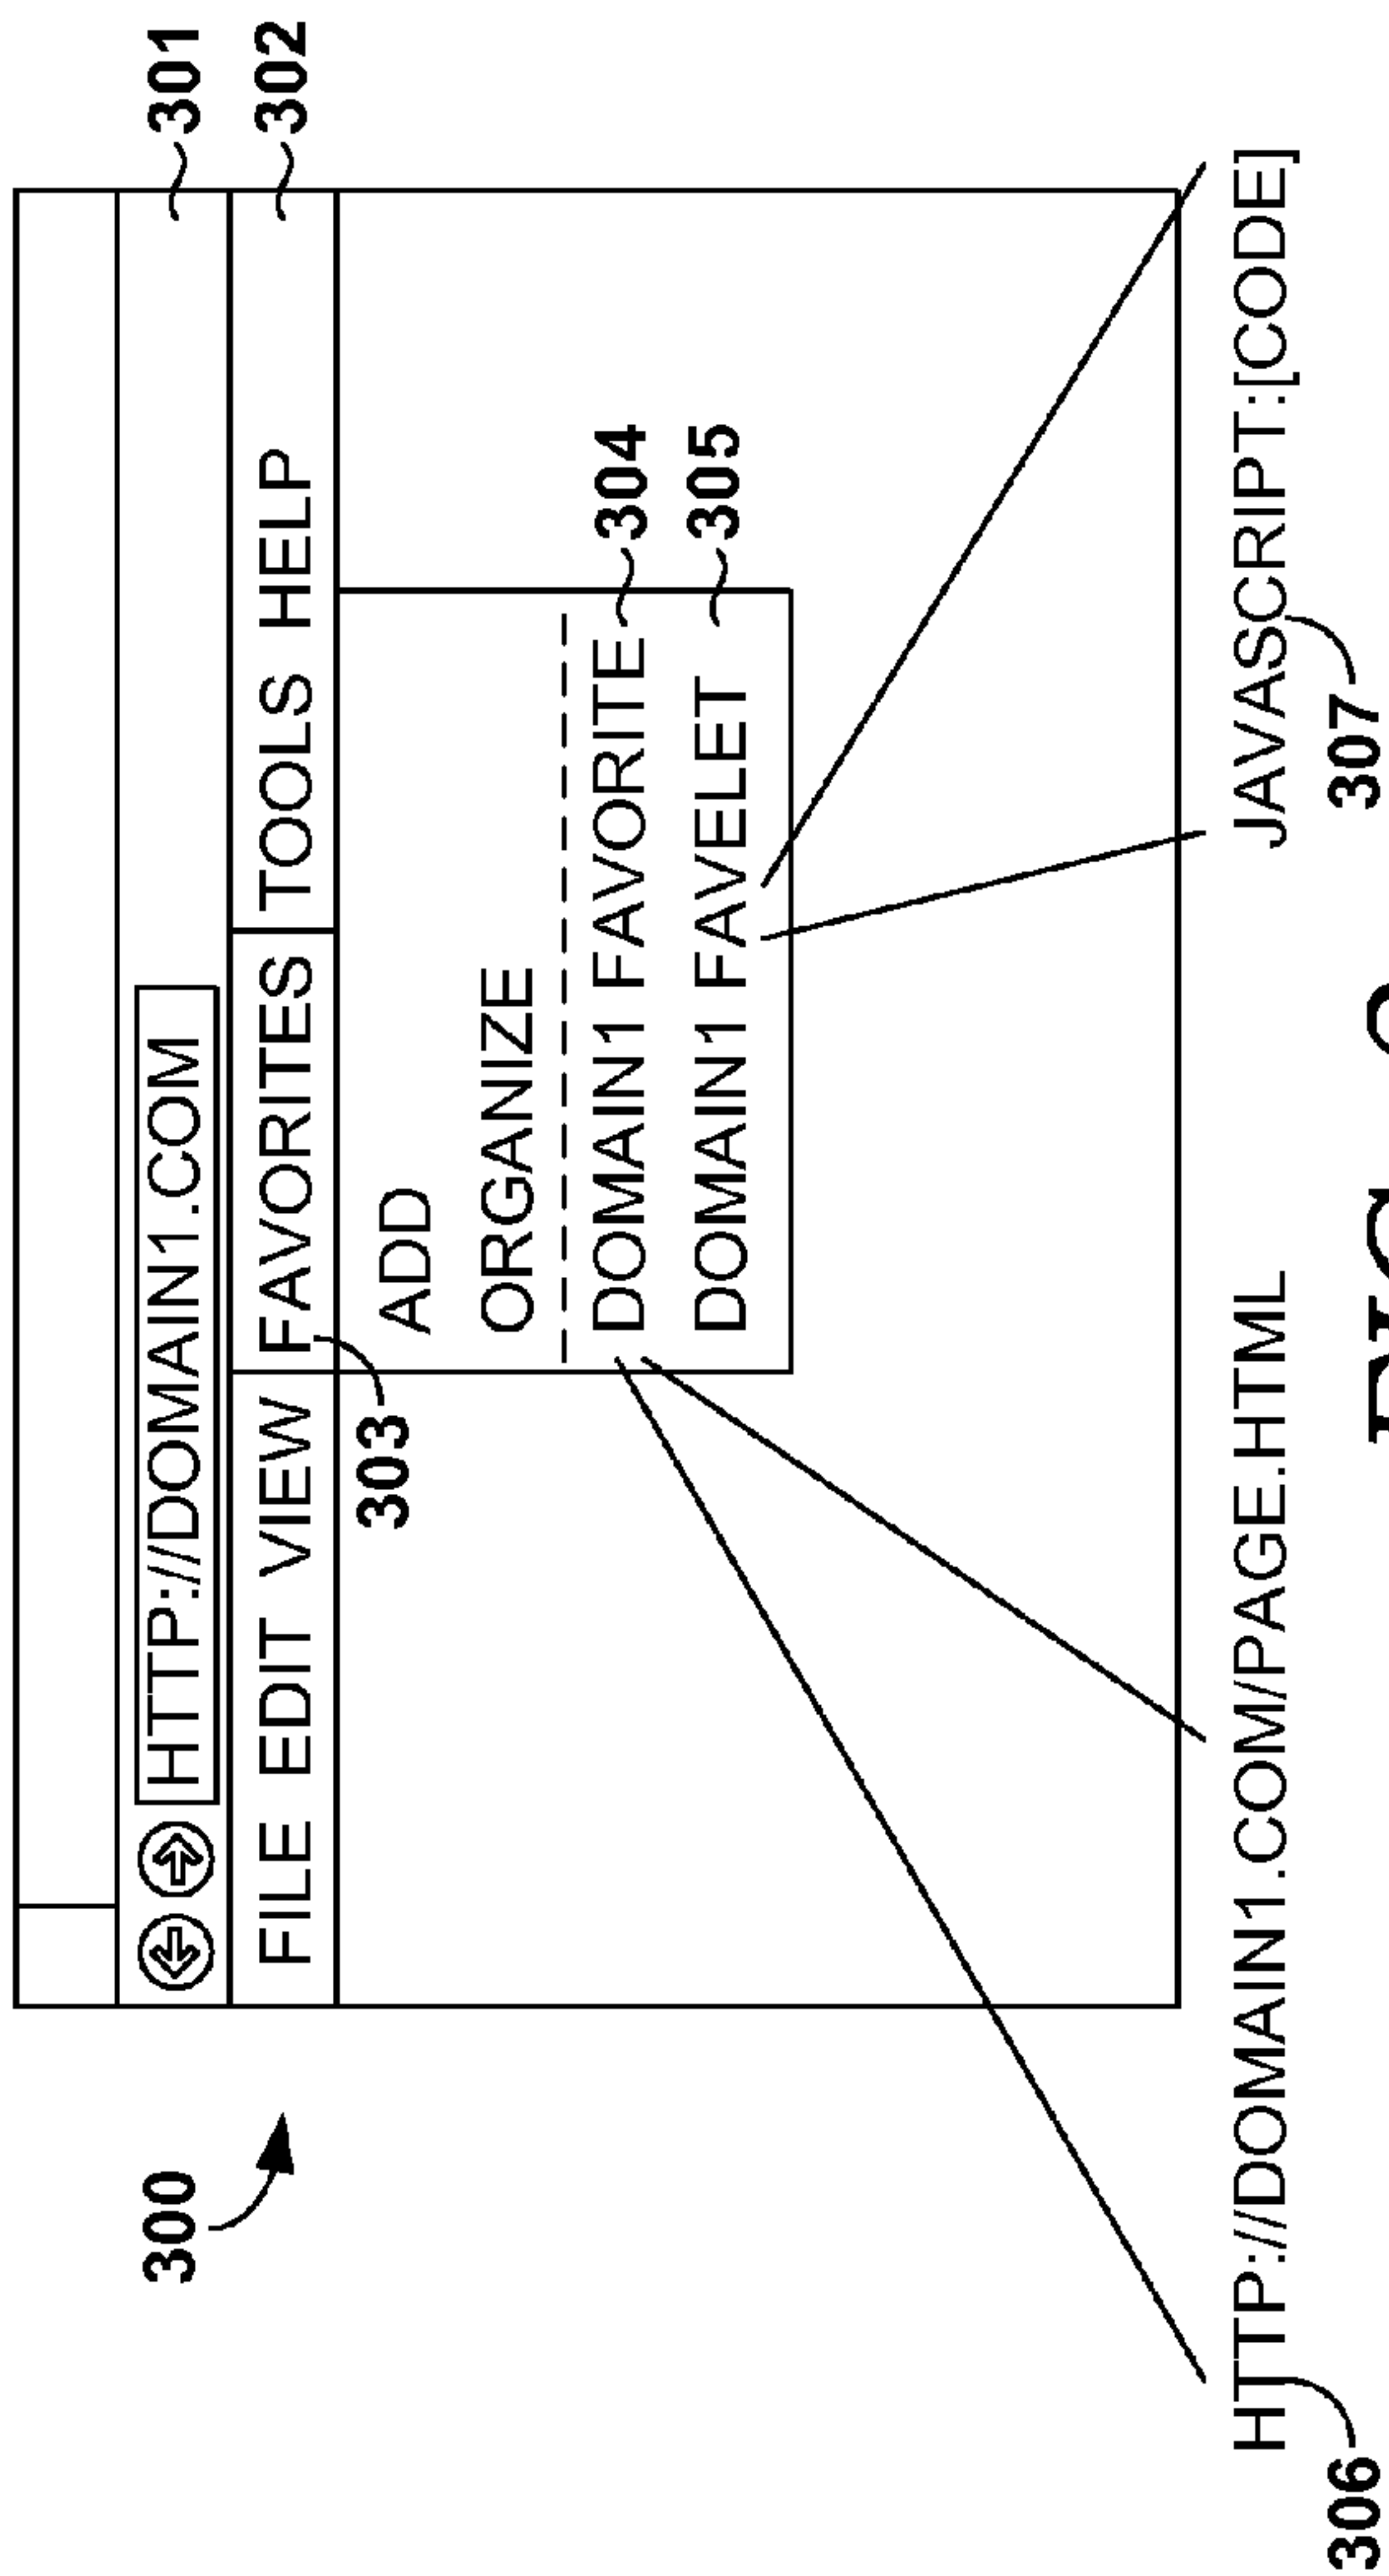 300
HTTP://DOMAIN1.COM
301
FILE EDIT VIEW FAVORITES TOOLS HELP
302
303
ADD
ORGANIZE
DOMAIN1 FAVORITE
304
DOMAIN1 FAVELET
305
HTTP://DOMAIN1.COM/PAGE.HTML
JAVASCRIPT:[CODE]
306
307